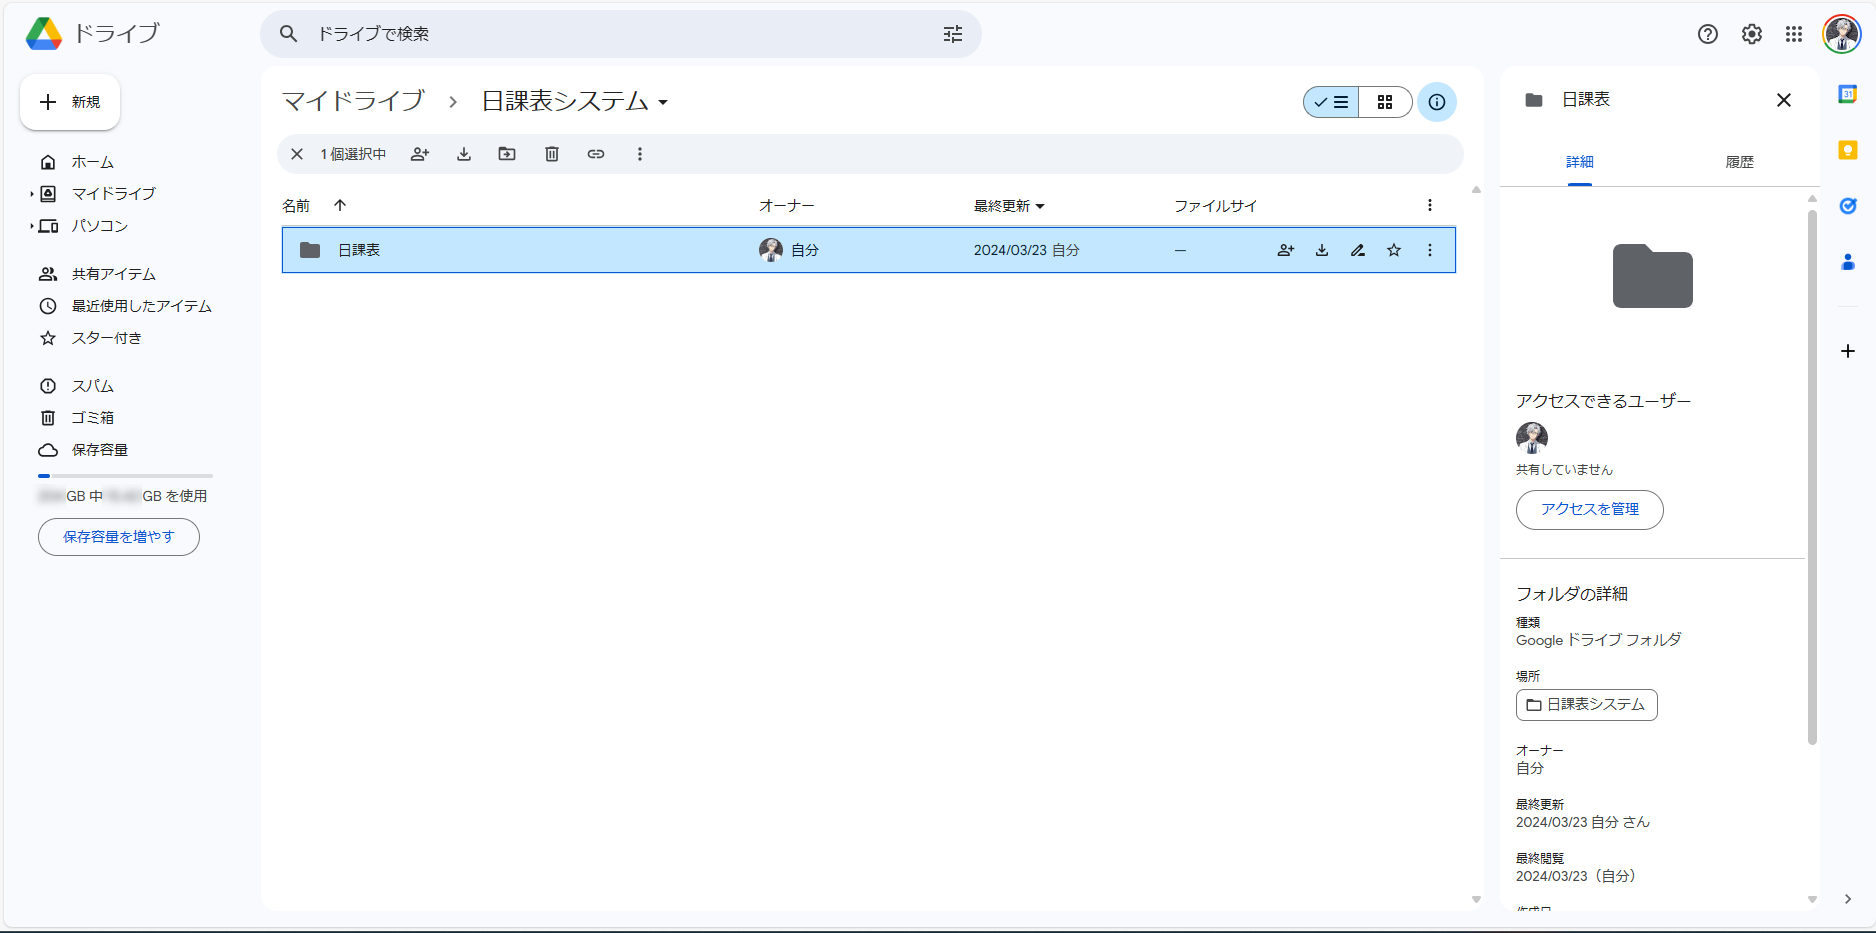 ドライブ
ドライブで検索
新規
ホーム
マイドライブ
パソコン
共有アイテム
最近使用したアイテム
スター付き
スパム
ゴミ箱
保存容量
GB 中 GB を使用
保存容量を増やす
マイドライブ > 日課表システム
1 個選択中
名前 オーナー 最終更新 ファイルサイ
日課表 自分 2024/03/23 自分 —
日課表
詳細 履歴
アクセスできるユーザー
共有していません
アクセスを管理
フォルダの詳細
種類
Google ドライブ フォルダ
場所
日課表システム
オーナー
自分
最終更新
2024/03/23 自分 さん
最終閲覧
2024/03/23（自分）
31